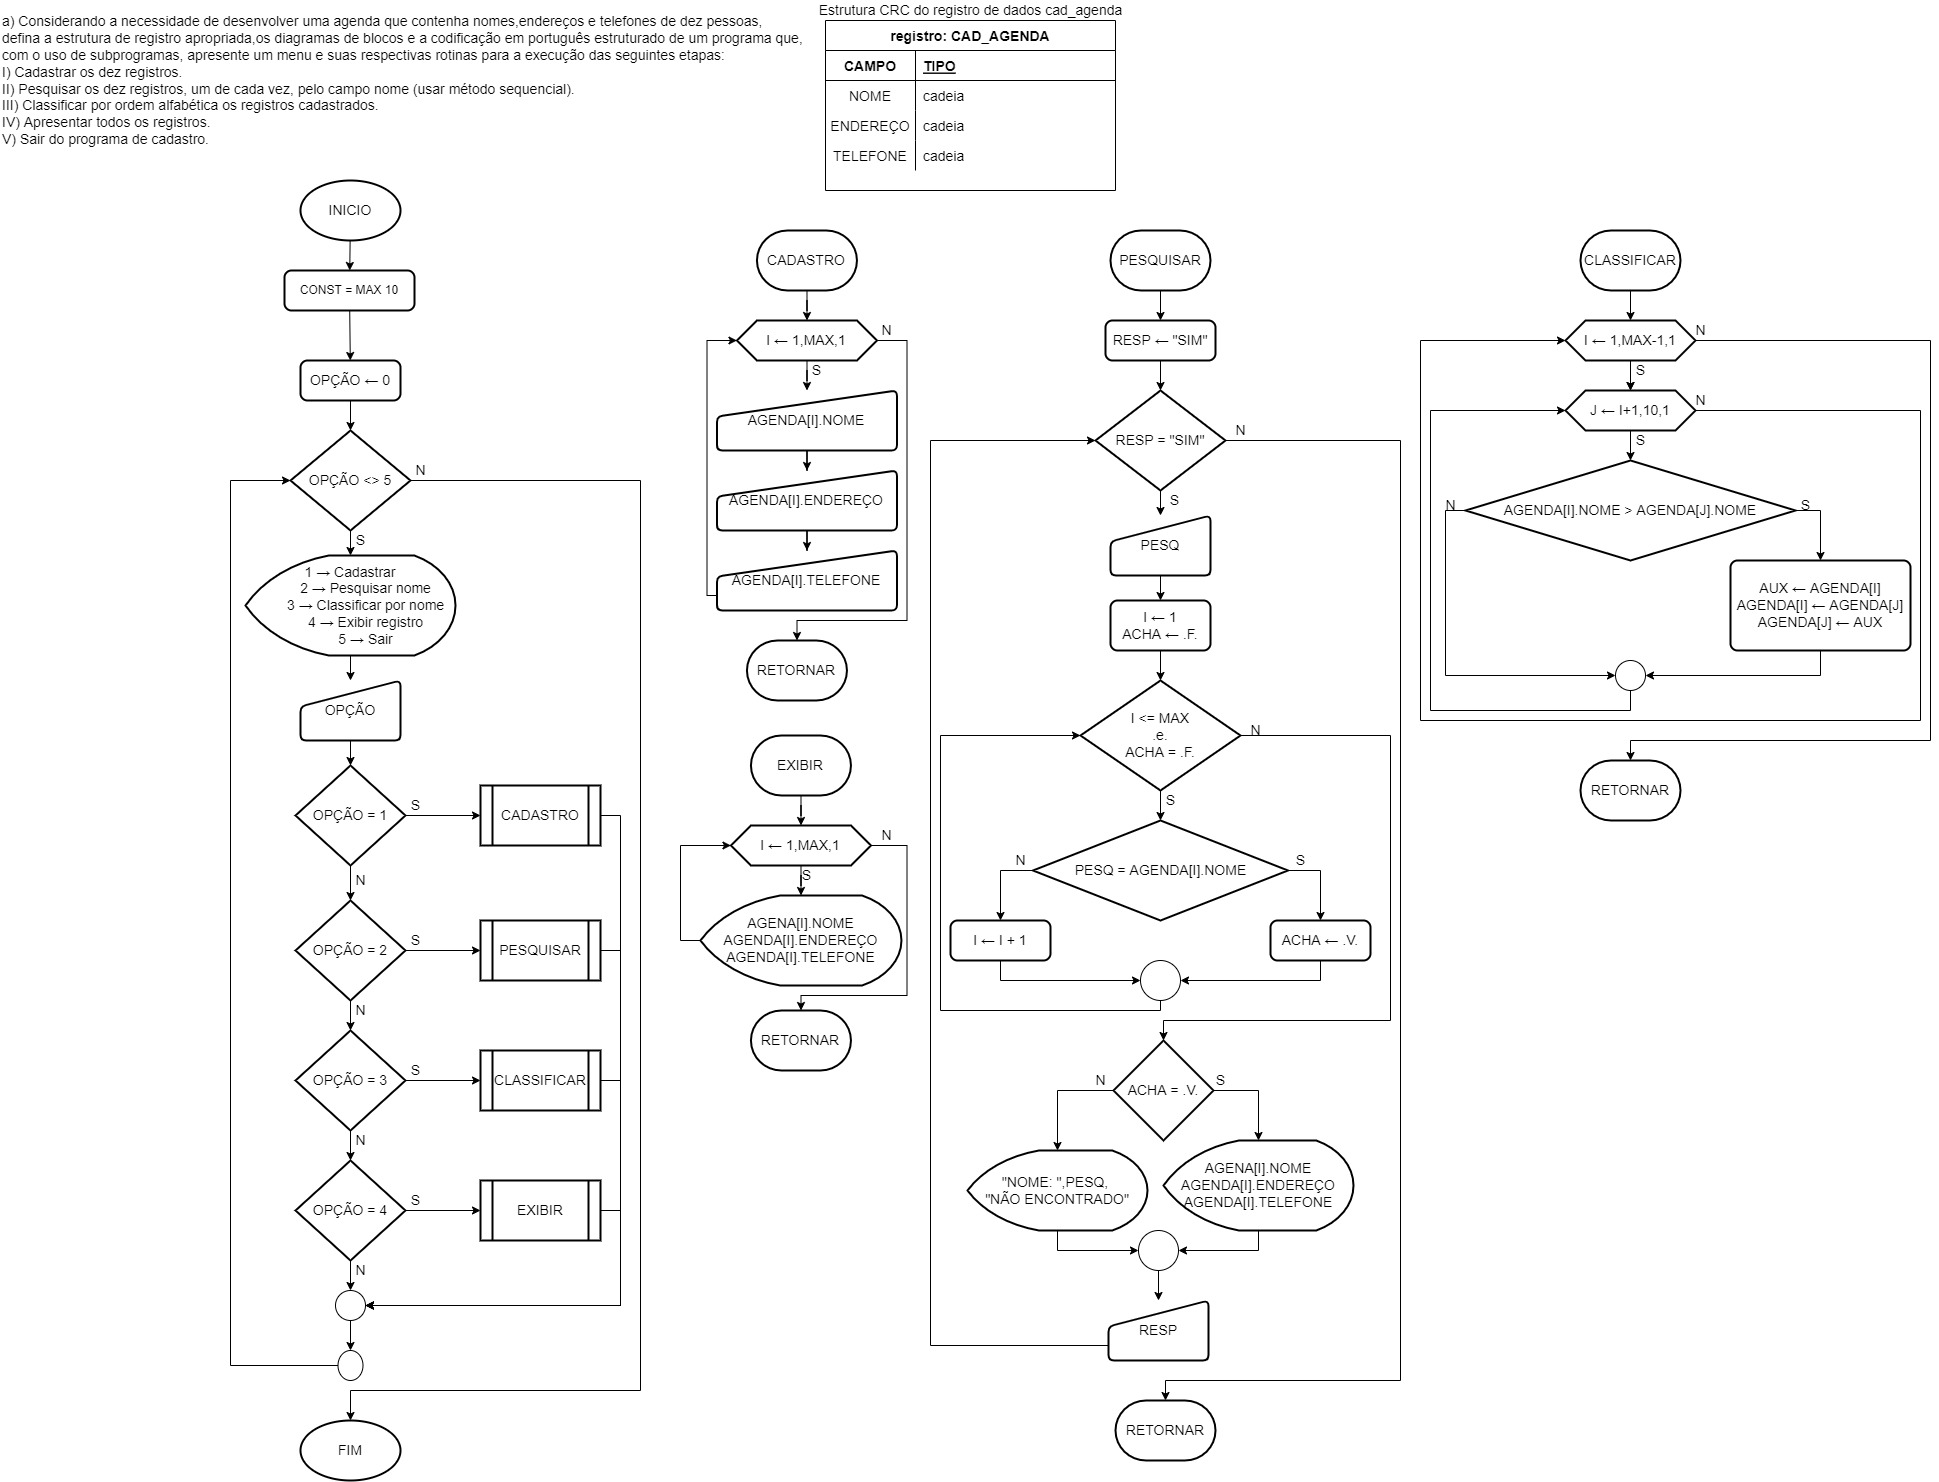 a) Considerando a necessidade de desenvolver uma agenda que contenha nomes,endereços e telefones de dez pessoas,
defina a estrutura de registro apropriada,os diagramas de blocos e a codificação em português estruturado de um programa que,
com o uso de subprogramas, apresente um menu e suas respectivas rotinas para a execução das seguintes etapas:
I) Cadastrar os dez registros.
II) Pesquisar os dez registros, um de cada vez, pelo campo nome (usar método sequencial).
III) Classificar por ordem alfabética os registros cadastrados.
IV) Apresentar todos os registros.
V) Sair do programa de cadastro.
Estrutura CRC do registro de dados cad_agenda
registro: CAD_AGENDA
CAMPO TIPO
NOME cadeia
ENDEREÇO cadeia
TELEFONE cadeia
INICIO
CONST = MAX 10
OPÇÃO ← 0
OPÇÃO <> 5
N
S
1 → Cadastrar
2 → Pesquisar nome
3 → Classificar por nome
4 → Exibir registro
5 → Sair
OPÇÃO
OPÇÃO = 1
S
CADASTRO
N
OPÇÃO = 2
S
PESQUISAR
N
OPÇÃO = 3
S
CLASSIFICAR
N
OPÇÃO = 4
S
EXIBIR
N
FIM
CADASTRO
I ← 1,MAX,1
N
S
AGENDA[I].NOME
AGENDA[I].ENDEREÇO
AGENDA[I].TELEFONE
RETORNAR
EXIBIR
I ← 1,MAX,1
N
S
AGENA[I].NOME
AGENDA[I].ENDEREÇO
AGENDA[I].TELEFONE
RETORNAR
PESQUISAR
RESP ← "SIM"
RESP = "SIM"
N
S
PESQ
I ← 1
ACHA ← .F.
I <= MAX
.e.
ACHA = .F.
N
S
PESQ = AGENDA[I].NOME
N
S
I ← I + 1
ACHA ← .V.
ACHA = .V.
N
S
"NOME: ",PESQ,
"NÃO ENCONTRADO"
AGENA[I].NOME
AGENDA[I].ENDEREÇO
AGENDA[I].TELEFONE
RESP
RETORNAR
CLASSIFICAR
I ← 1,MAX-1,1
N
S
J ← I+1,10,1
N
S
AGENDA[I].NOME > AGENDA[J].NOME
N
S
AUX ← AGENDA[I]
AGENDA[I] ← AGENDA[J]
AGENDA[J] ← AUX
RETORNAR